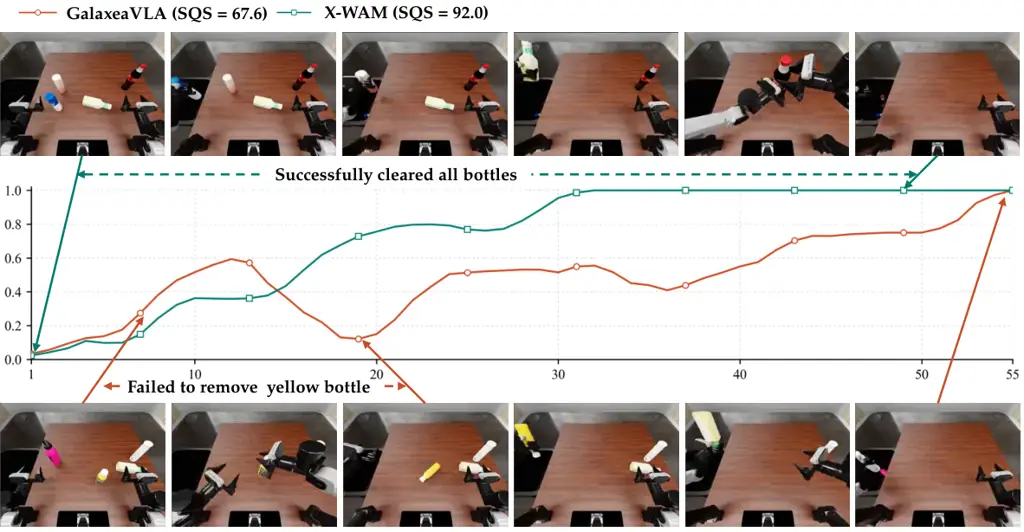 GalaxeaVLA (SQS = 67.6) X-WAM (SQS = 92.0)
Successfully cleared all bottles
1.0
0.8
0.6
0.4
0.2
0.0
1 10 20 30 40 50 55
Failed to remove yellow bottle